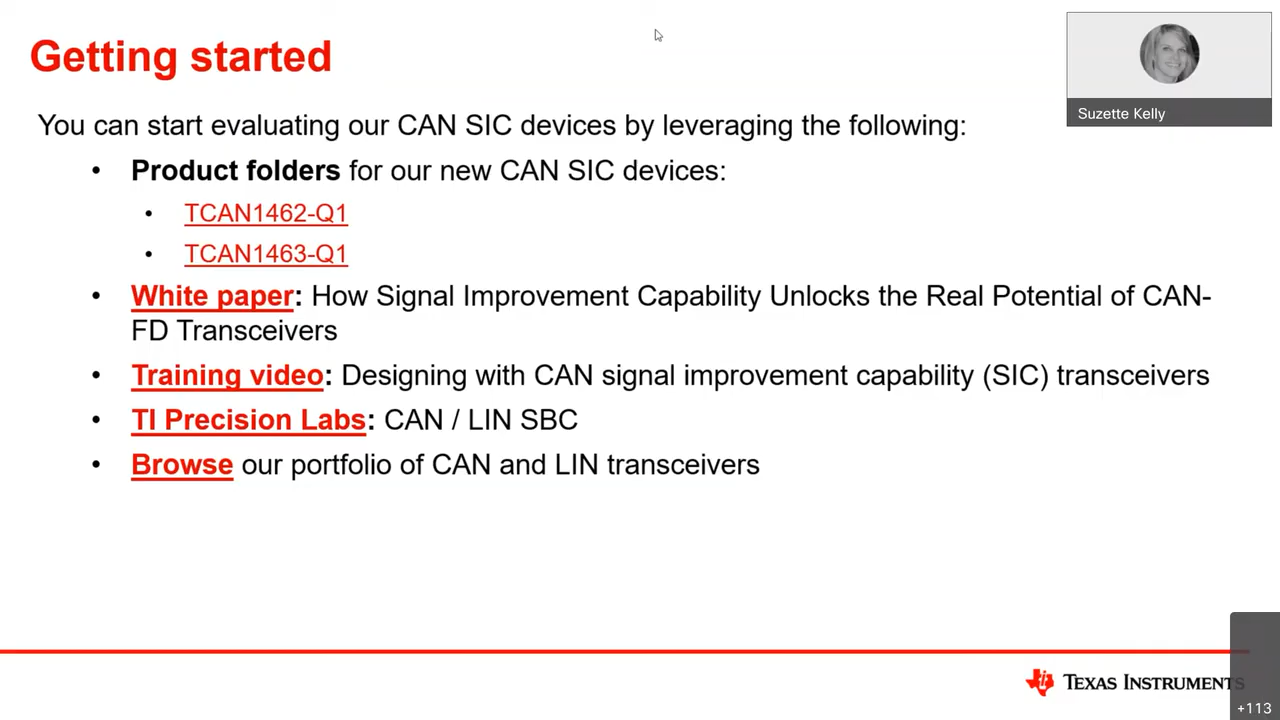 Getting started
Suzette Kelly
You can start evaluating our CAN SIC devices by leveraging the following:
• Product folders for our new CAN SIC devices:
• TCAN1462-Q1
• TCAN1463-Q1
• White paper: How Signal Improvement Capability Unlocks the Real Potential of CAN-
FD Transceivers
• Training video: Designing with CAN signal improvement capability (SIC) transceivers
• TI Precision Labs: CAN / LIN SBC
• Browse our portfolio of CAN and LIN transceivers
TEXAS INSTRUMENTS
+113